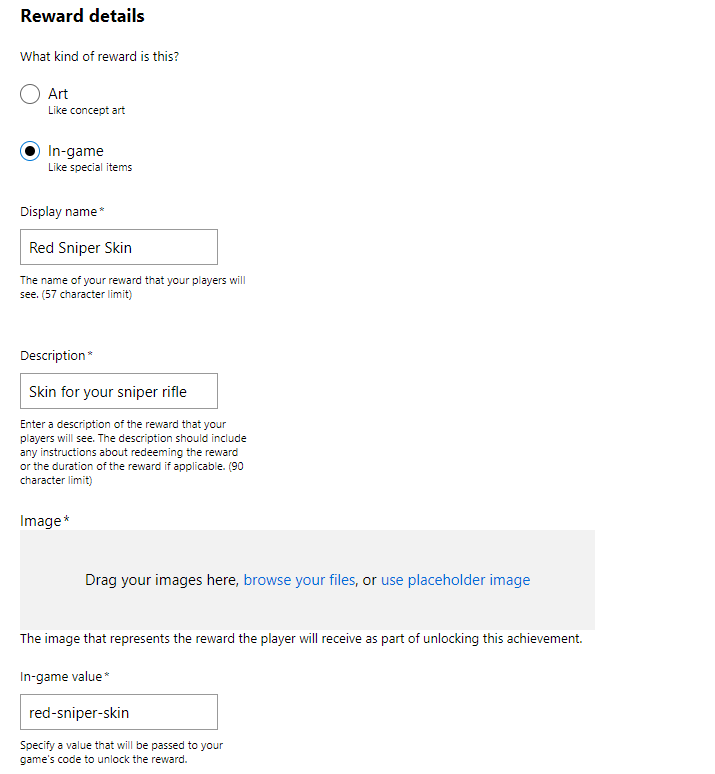 Reward details
What kind of reward is this?
Art
Like concept art
In-game
Like special items
Display name*
Red Sniper Skin
The name of your reward that your players will
see. (57 character limit)
Description*
Skin for your sniper rifle
Enter a description of the reward that your
players will see. The description should include
any instructions about redeeming the reward
or the duration of the reward if applicable. (90
character limit)
Image*
Drag your images here, browse your files, or use placeholder image
The image that represents the reward the player will receive as part of unlocking this achievement.
In-game value*
red-sniper-skin
Specify a value that will be passed to your
game's code to unlock the reward.